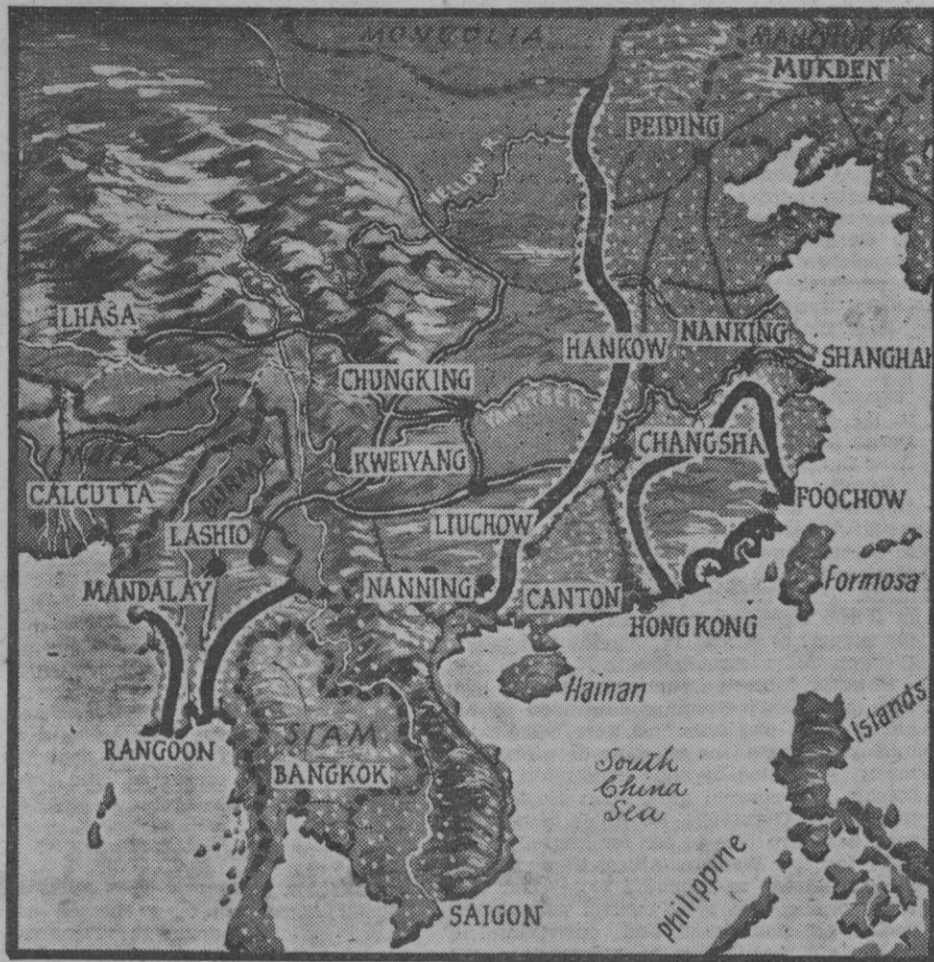 MONGOLIA
MANCHURIA
MUKDEN
PEIPING
YELLOW R.
LHASA
HANKOW
NANKING
SHANGHAI
CHUNGKING
YANGTSE R.
CHANGSHA
INDIA
KWEIYANG
CALCUTTA
BURMA
FOOCHOW
LASHIO
LIUCHOW
MANDALAY
NANNING
CANTON
Formosa
HONG KONG
Hainan
Islands
RANGOON
SIAM
BANGKOK
South
China
Sea
Philippine
SAIGON